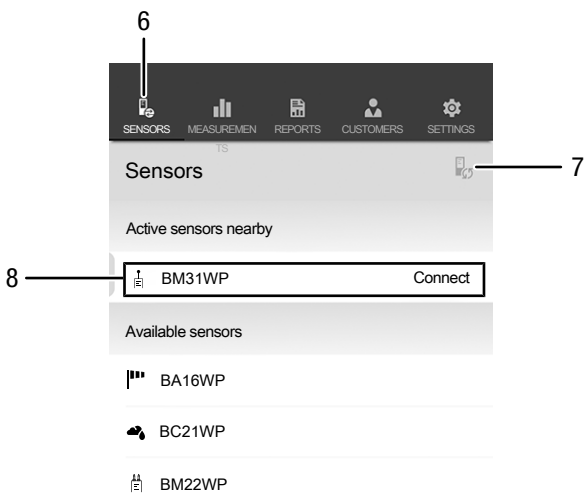 6
SENSORS MEASUREMEN REPORTS CUSTOMERS SETTINGS
TS
Sensors
7
Active sensors nearby
8
BM31WP Connect
Available sensors
BA16WP
BC21WP
BM22WP